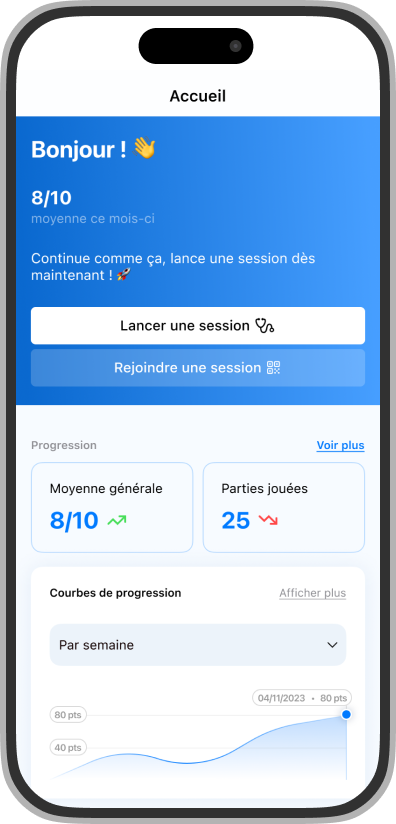 Accueil
Bonjour ! 👋
8/10
moyenne ce mois-ci
Continue comme ça, lance une session dès
maintenant ! 🚀
Lancer une session
Rejoindre une session
Progression
Voir plus
Moyenne générale
8/10
Parties jouées
25
Courbes de progression
Afficher plus
Par semaine
04/11/2023 • 80 pts
80 pts
40 pts